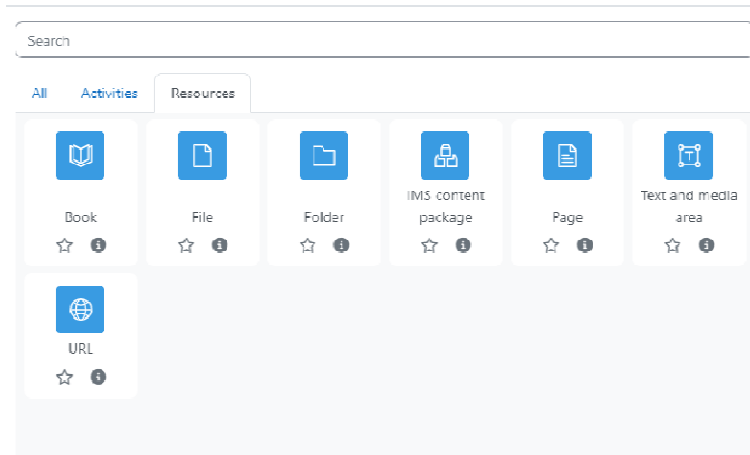 Search
All Activities Resources
Book
File
Folder
IMS content
package
Page
Text and media
area
URL